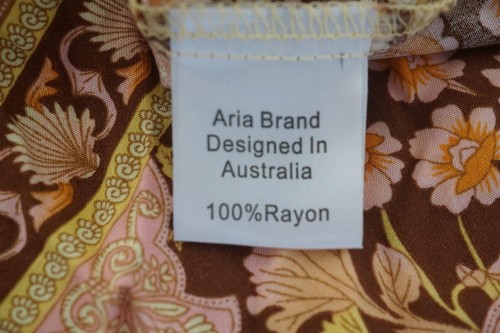 Aria Brand
Designed In
Australia
100%Rayon